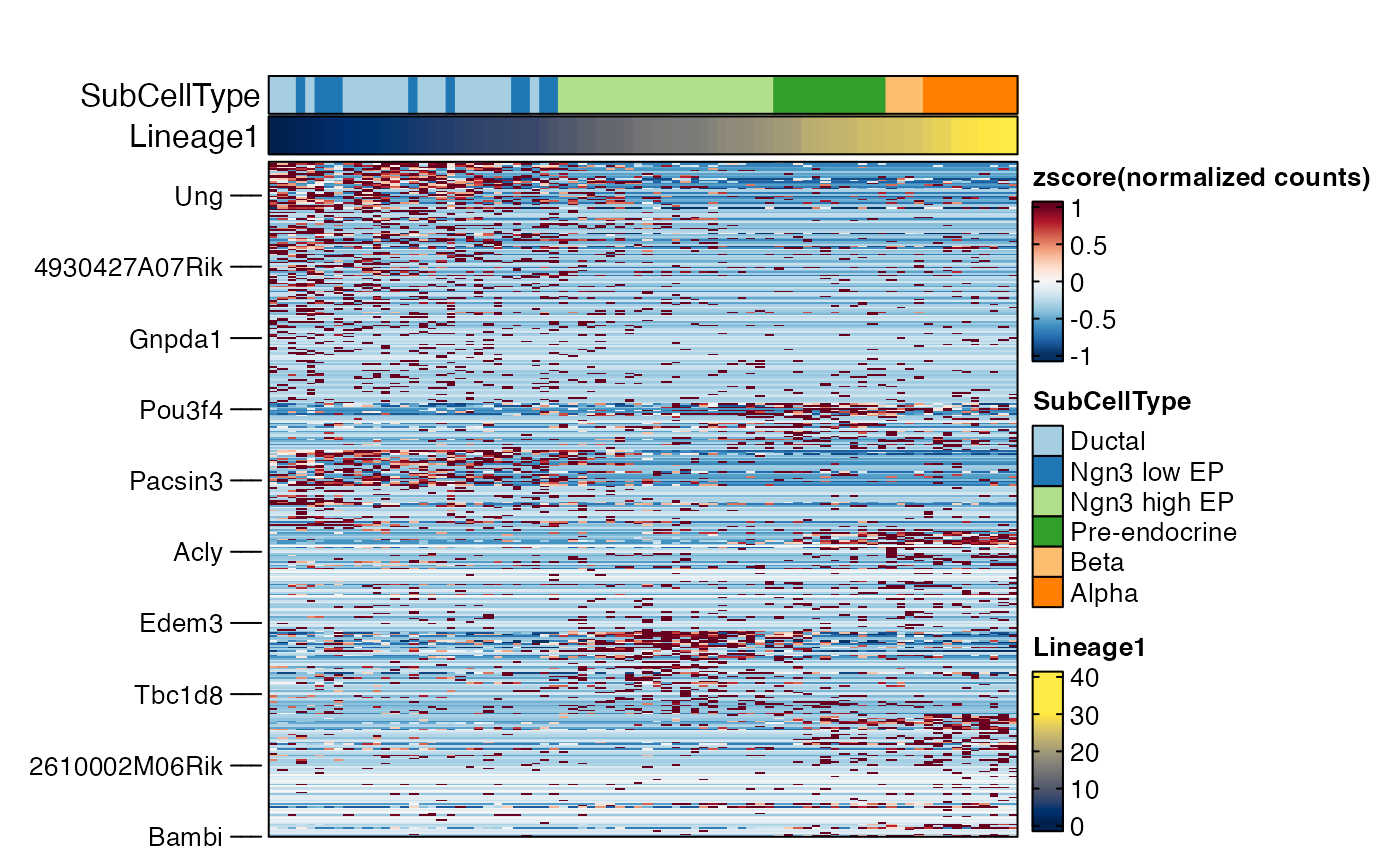 SubCellType
Lineage1
Ung
4930427A07Rik
Gnpda1
Pou3f4
Pacsin3
Acly
Edem3
Tbc1d8
2610002M06Rik
Bambi
zscore(normalized counts)
1
0.5
0
-0.5
-1
SubCellType
Ductal
Ngn3 low EP
Ngn3 high EP
Pre-endocrine
Beta
Alpha
Lineage1
40
30
20
10
0